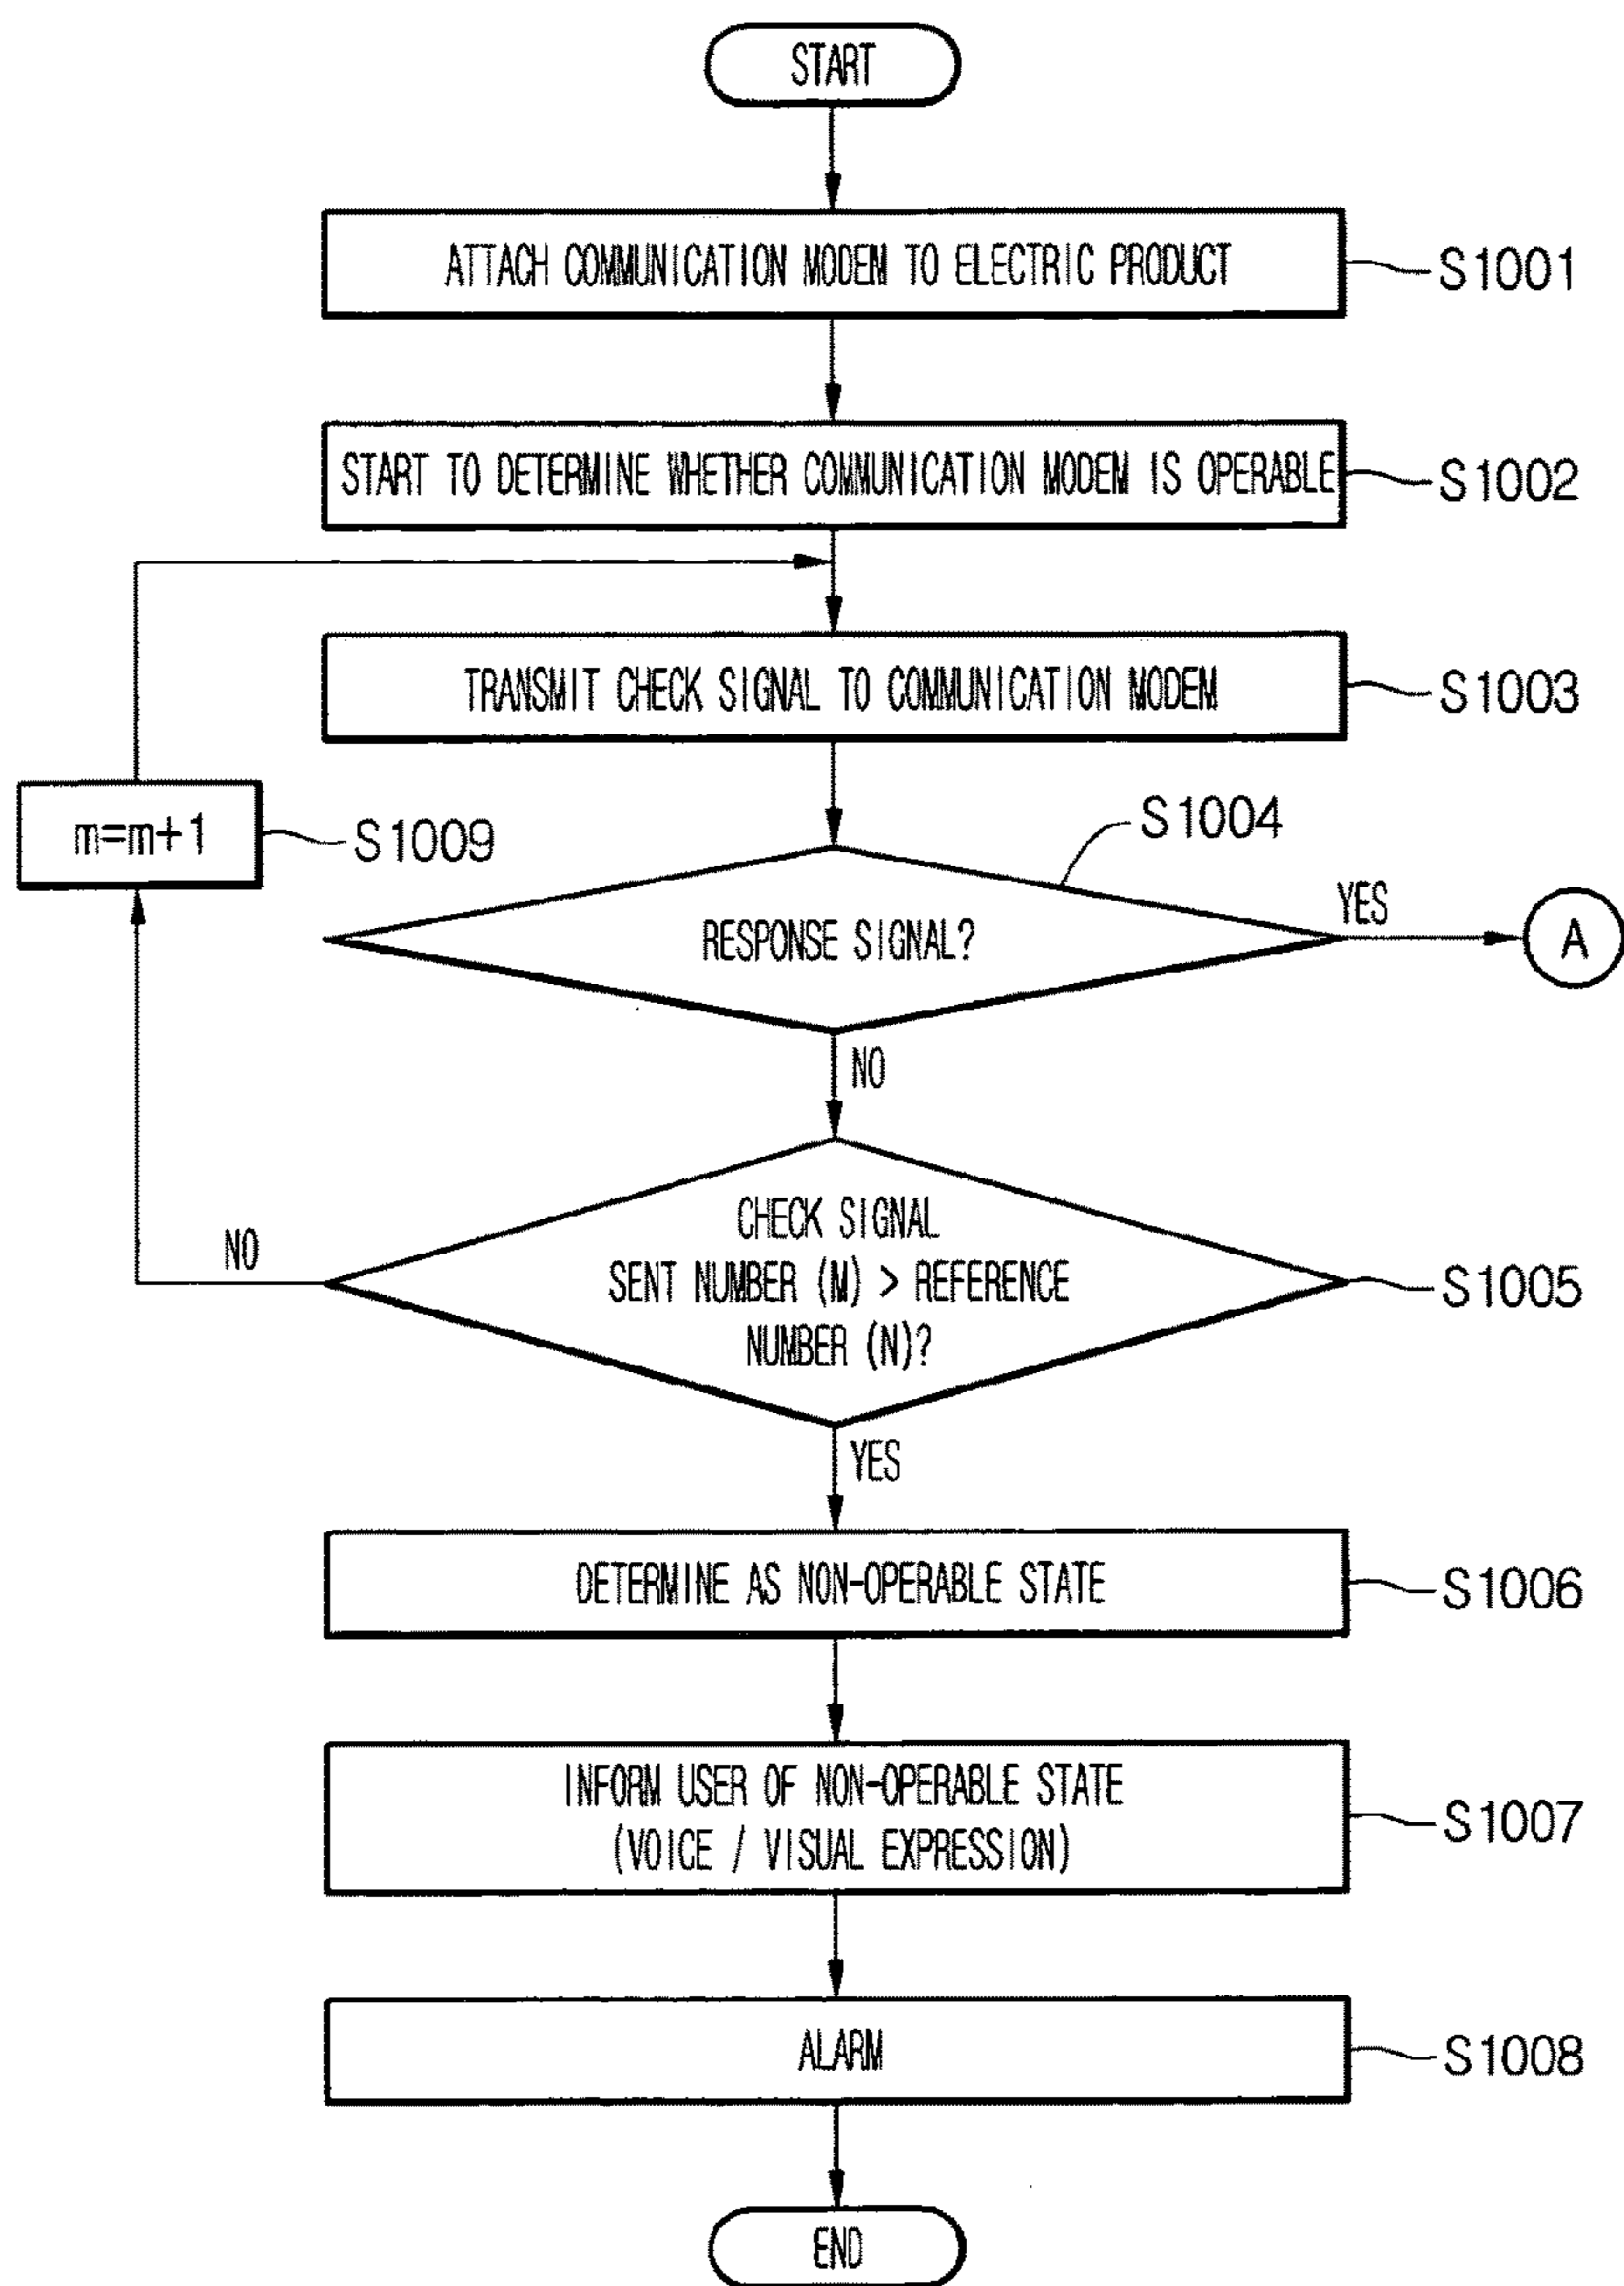 START
ATTACH COMMUNICATION MODEM TO ELECTRIC PRODUCT
S1001
START TO DETERMINE WHETHER COMMUNICATION MODEM IS OPERABLE
S1002
TRANSMIT CHECK SIGNAL TO COMMUNICATION MODEM
S1003
m=m+1
S1009
S1004
RESPONSE SIGNAL?
YES
A
NO
CHECK SIGNAL
SENT NUMBER (M) > REFERENCE
NUMBER (N)?
NO
S1005
YES
DETERMINE AS NON-OPERABLE STATE
S1006
INFORM USER OF NON-OPERABLE STATE
(VOICE / VISUAL EXPRESSION)
S1007
ALARM
S1008
END